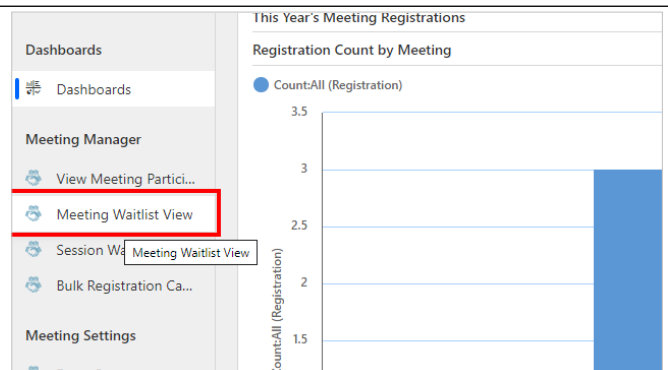 This Year's Meeting Registrations
Dashboards
Registration Count by Meeting
Dashboards
Count:All (Registration)
3.5
Meeting Manager
View Meeting Partici...
3
Meeting Waitlist View
2.5
Session Wa
Meeting Waitlist View
Bulk Registration Ca...
2
Count:All (Registration)
Meeting Settings
1.5